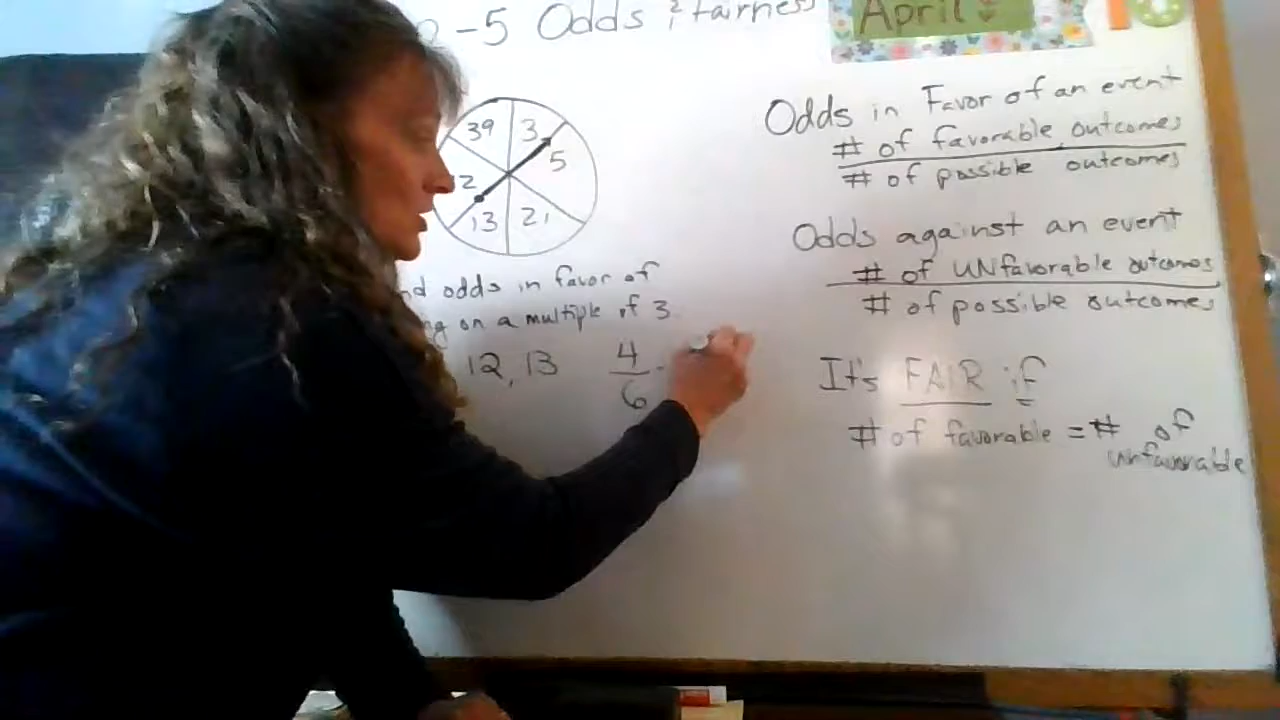 -5 Odds & fairness
April
39
3
5
2
13
21
nd odds in favor of
ng on a multiple of 3
12, 13
4
6
Odds in Favor of an event
# of favorable outcomes
# of possible outcomes
Odds against an event
# of UNfavorable outcomes
# of possible outcomes
It's FAIR if
# of favorable = # of
unfavorable